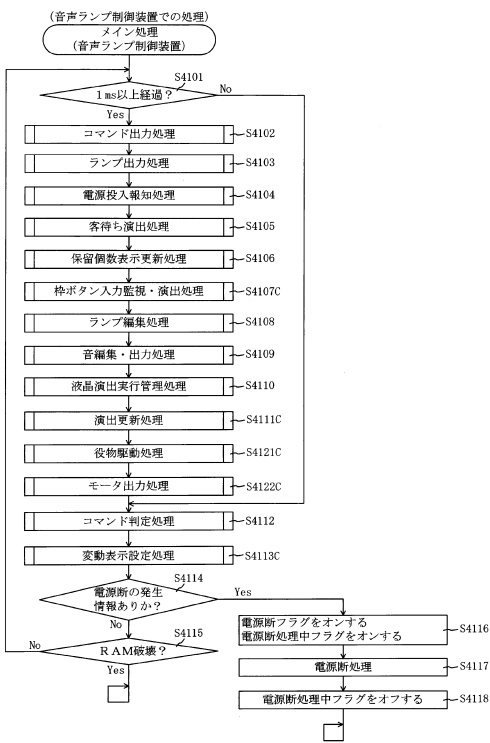 (音声ランプ制御装置での処理)
メイン処理
(音声ランプ制御装置)
S4101
1ms以上経過?
No
Yes
コマンド出力処理
S4102
ランプ出力処理
S4103
電源投入報知処理
S4104
客待ち演出処理
S4105
保留個数表示更新処理
S4106
枠ボタン入力監視・演出処理
S4107C
ランプ編集処理
S4108
音編集・出力処理
S4109
液晶演出実行管理処理
S4110
演出更新処理
S4111C
役物駆動処理
S4121C
モータ出力処理
S4122C
コマンド判定処理
S4112
変動表示設定処理
S4113C
S4114
電源断の発生
情報ありか?
Yes
No
電源断フラグをオンする
電源断処理中フラグをオンする
S4116
S4115
RAM破壊?
No
Yes
電源断処理
S4117
電源断処理中フラグをオフする
S4118